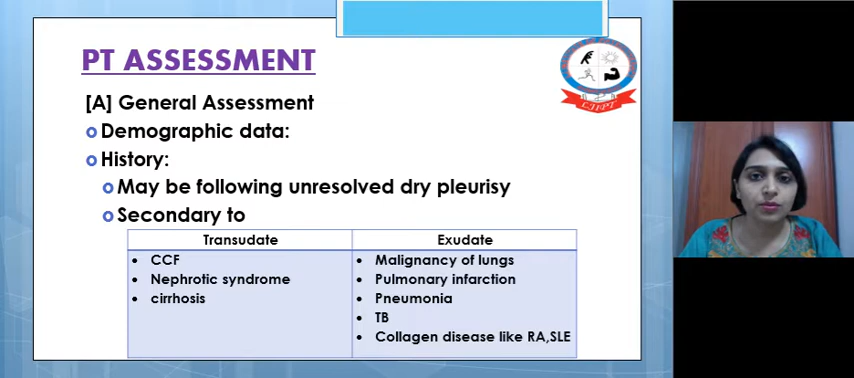 PT ASSESSMENT
[A] General Assessment
Demographic data:
History:
May be following unresolved dry pleurisy
Secondary to
Transudate Exudate
• CCF • Malignancy of lungs
• Nephrotic syndrome • Pulmonary infarction
• cirrhosis • Pneumonia
• TB
• Collagen disease like RA,SLE